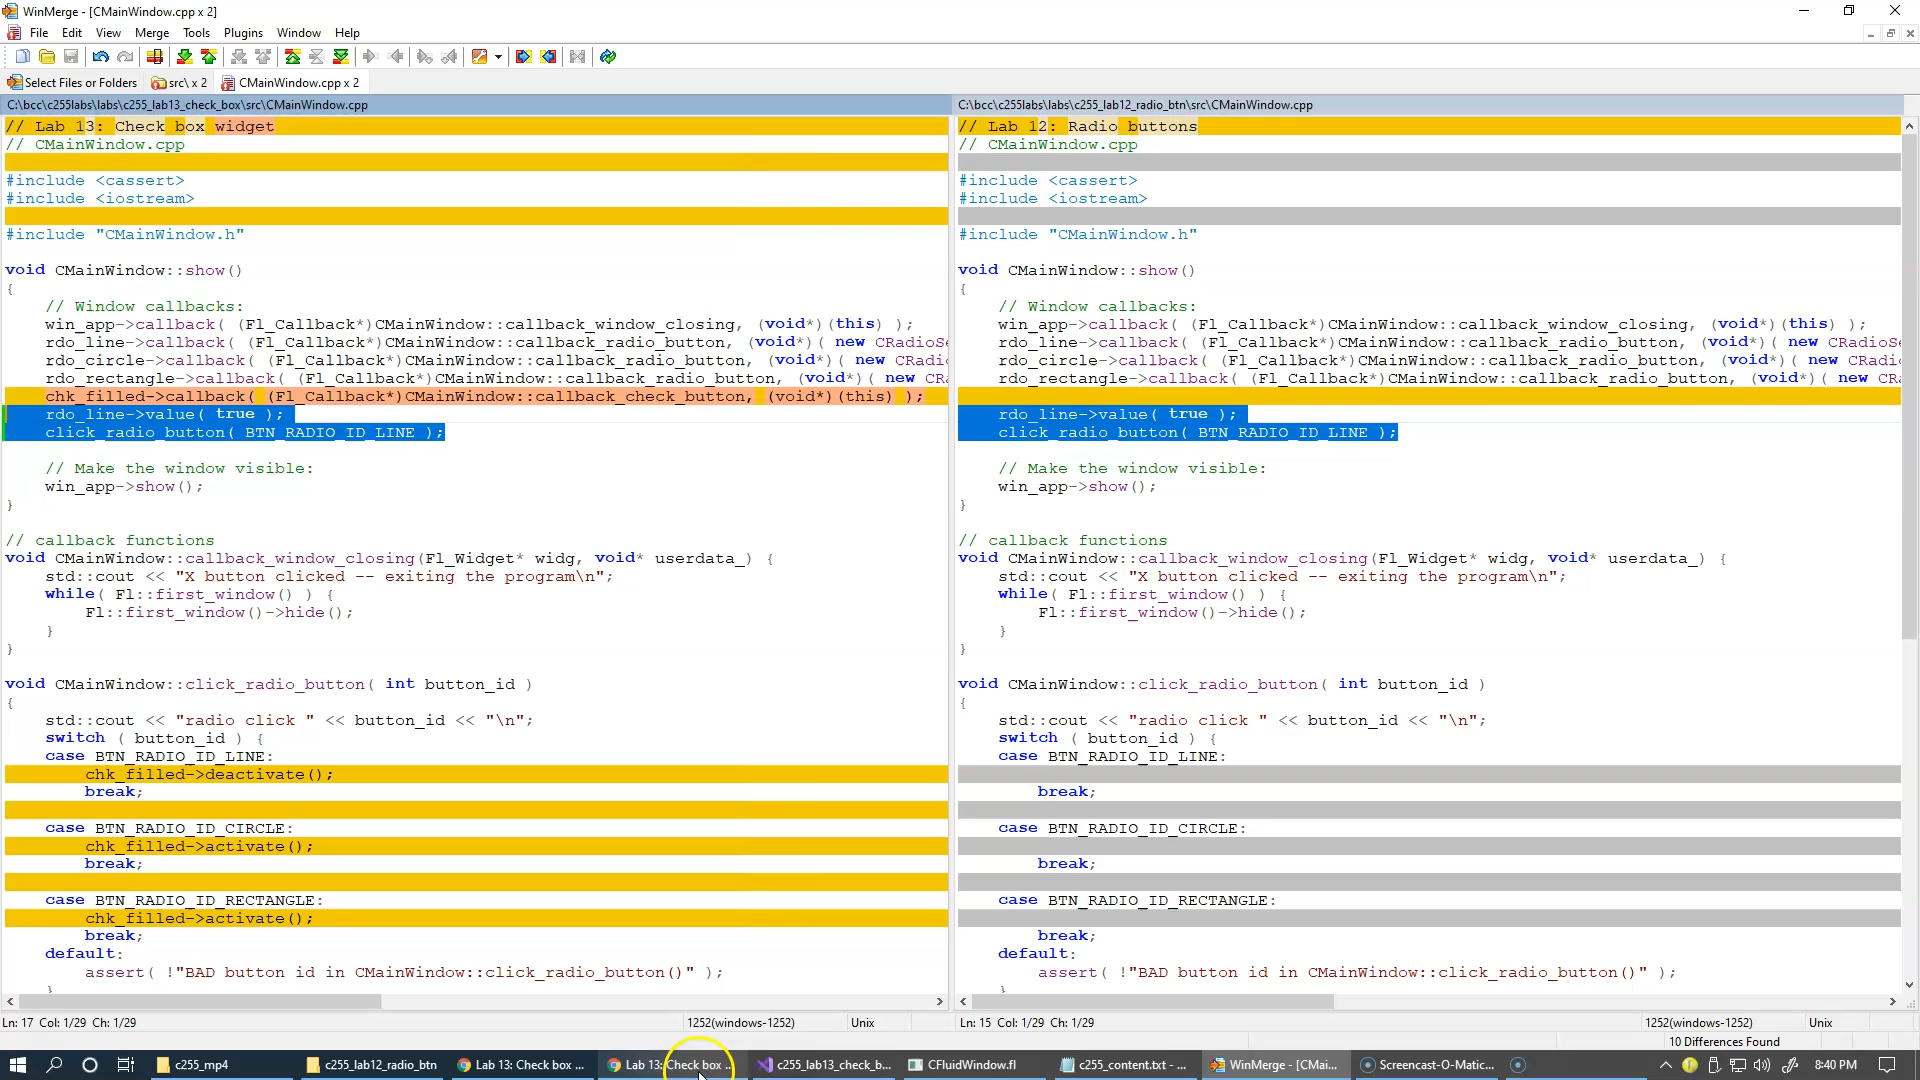 WinMerge - [CMainWindow.cpp x 2]
File Edit View Merge Tools Plugins Window Help
Select Files or Folders src\ x 2 CMainWindow.cpp x 2
C:\bcc\c255labs\labs\c255_lab13_check_box\src\CMainWindow.cpp
// Lab 13: Check box widget
// CMainWindow.cpp
#include <cassert>
#include <iostream>
#include "CMainWindow.h"
void CMainWindow::show()
{
// Window callbacks:
win_app->callback( (Fl_Callback*)CMainWindow::callback_window_closing, (void*)(this) );
rdo_line->callback( (Fl_Callback*)CMainWindow::callback_radio_button, (void*)( new CRadioSe
rdo_circle->callback( (Fl_Callback*)CMainWindow::callback_radio_button, (void*)( new CRadio
rdo_rectangle->callback( (Fl_Callback*)CMainWindow::callback_radio_button, (void*)( new CRa
chk_filled->callback( (Fl_Callback*)CMainWindow::callback_check_button, (void*)(this) );
rdo_line->value( true );
click_radio_button( BTN_RADIO_ID_LINE );
// Make the window visible:
win_app->show();
}
// callback functions
void CMainWindow::callback_window_closing(Fl_Widget* widg, void* userdata_) {
std::cout << "X button clicked -- exiting the program\n";
while( Fl::first_window() ) {
Fl::first_window()->hide();
}
}
void CMainWindow::click_radio_button( int button_id )
{
std::cout << "radio click " << button_id << "\n";
switch ( button_id ) {
case BTN_RADIO_ID_LINE:
chk_filled->deactivate();
break;
case BTN_RADIO_ID_CIRCLE:
chk_filled->activate();
break;
case BTN_RADIO_ID_RECTANGLE:
chk_filled->activate();
break;
default:
assert( !"BAD button id in CMainWindow::click_radio_button()" );
Ln: 17 Col: 1/29 Ch: 1/29 1252(windows-1252) Unix
C:\bcc\c255labs\labs\c255_lab12_radio_btn\src\CMainWindow.cpp
// Lab 12: Radio buttons
// CMainWindow.cpp
#include <cassert>
#include <iostream>
#include "CMainWindow.h"
void CMainWindow::show()
{
// Window callbacks:
win_app->callback( (Fl_Callback*)CMainWindow::callback_window_closing, (void*)(this) );
rdo_line->callback( (Fl_Callback*)CMainWindow::callback_radio_button, (void*)( new CRadioSe
rdo_circle->callback( (Fl_Callback*)CMainWindow::callback_radio_button, (void*)( new CRadic
rdo_rectangle->callback( (Fl_Callback*)CMainWindow::callback_radio_button, (void*)( new CRa
rdo_line->value( true );
click_radio_button( BTN_RADIO_ID_LINE );
// Make the window visible:
win_app->show();
}
// callback functions
void CMainWindow::callback_window_closing(Fl_Widget* widg, void* userdata_) {
std::cout << "X button clicked -- exiting the program\n";
while( Fl::first_window() ) {
Fl::first_window()->hide();
}
}
void CMainWindow::click_radio_button( int button_id )
{
std::cout << "radio click " << button_id << "\n";
switch ( button_id ) {
case BTN_RADIO_ID_LINE:
break;
case BTN_RADIO_ID_CIRCLE:
break;
case BTN_RADIO_ID_RECTANGLE:
break;
default:
assert( !"BAD button id in CMainWindow::click_radio_button()" );
Ln: 15 Col: 1/29 Ch: 1/29 1252(windows-1252) Unix
10 Differences Found
c255_mp4 c255_lab12_radio_btn Lab 13: Check box ... Lab 13: Check box ... c255_lab13_check_b... CFluidWindow.fl c255_content.txt - ... WinMerge - [CMai... Screencast-O-Matic... 8:40 PM